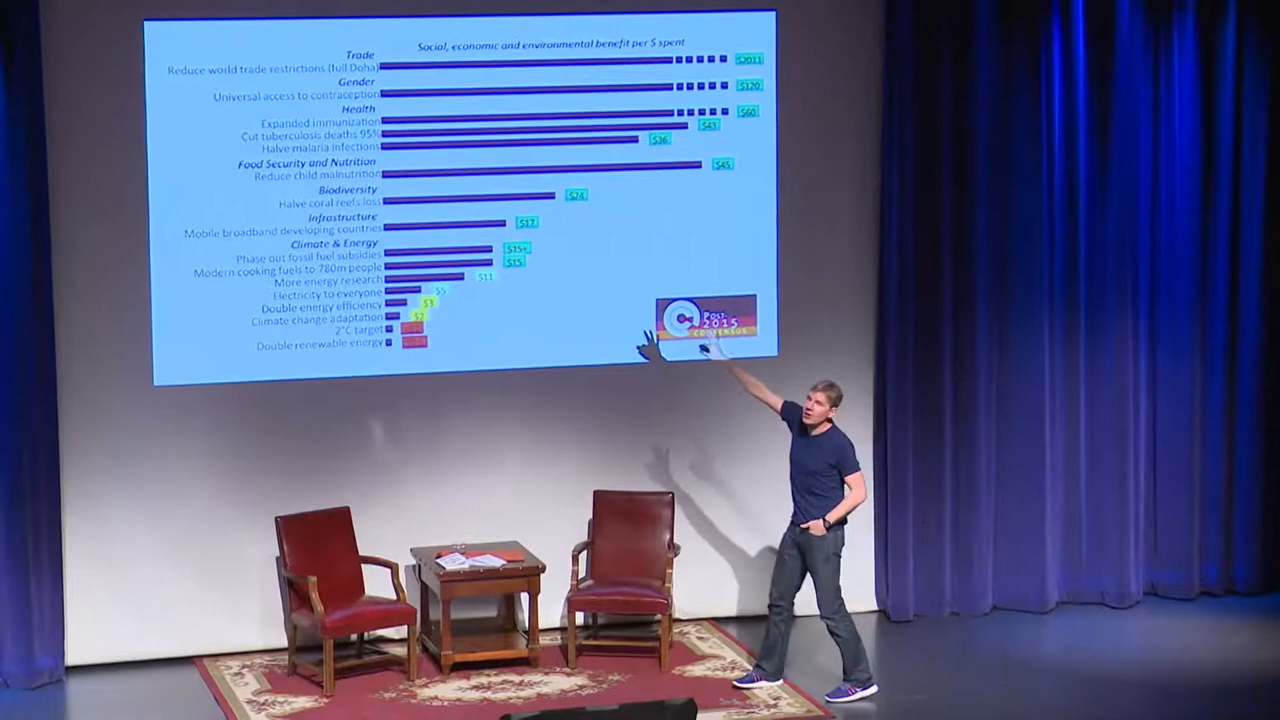 Social, economic and environmental benefit per $ spent
Trade
Reduce world trade restrictions (full Doha) $2011
Gender
Universal access to contraception $120
Health
Expanded immunization $60
Cut tuberculosis deaths 95% $43
Halve malaria infections $36
Food Security and Nutrition
Reduce child malnutrition $45
Biodiversity
Halve coral reefs loss $24
Infrastructure
Mobile broadband developing countries $17
Climate & Energy
Phase out fossil fuel subsidies $15+
Modern cooking fuels to 780m people $15
More energy research $11
Electricity to everyone $5
Double energy efficiency $3
Climate change adaptation $2
2°C target
Double renewable energy
Post-
2015
CONSENSUS